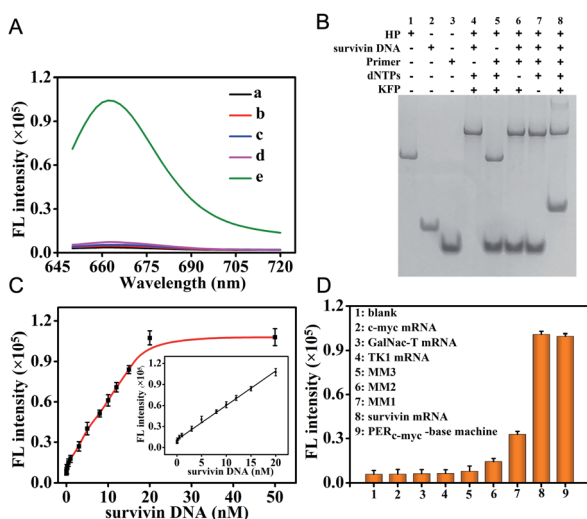 A
FL intensity (×10⁵)
1.2
0.9
0.6
0.3
0.0
a
b
c
d
e
645 660 675 690 705 720
Wavelength (nm)
B
1 2 3 4 5 6 7 8
HP + - - + + + + +
survivin DNA - + - + - + + +
Primer - - + - + + + +
dNTPs - - - + + - + +
KFP - - - + + + - +
C
FL intensity (×10⁵)
1.2
0.9
0.6
0.3
0.0
0 10 20 30 40 50
survivin DNA (nM)
FL intensity (×10⁵)
1.2
1.0
0.8
0.6
0.4
0.2
0.0
0 5 10 15 20
survivin DNA (nM)
D
FL intensity (×10⁵)
1.2
0.9
0.6
0.3
0.0
1: blank
2: c-myc mRNA
3: GalNac-T mRNA
4: TK1 mRNA
5: MM3
6: MM2
7: MM1
8: survivin mRNA
9: PERc-myc -base machine
1 2 3 4 5 6 7 8 9